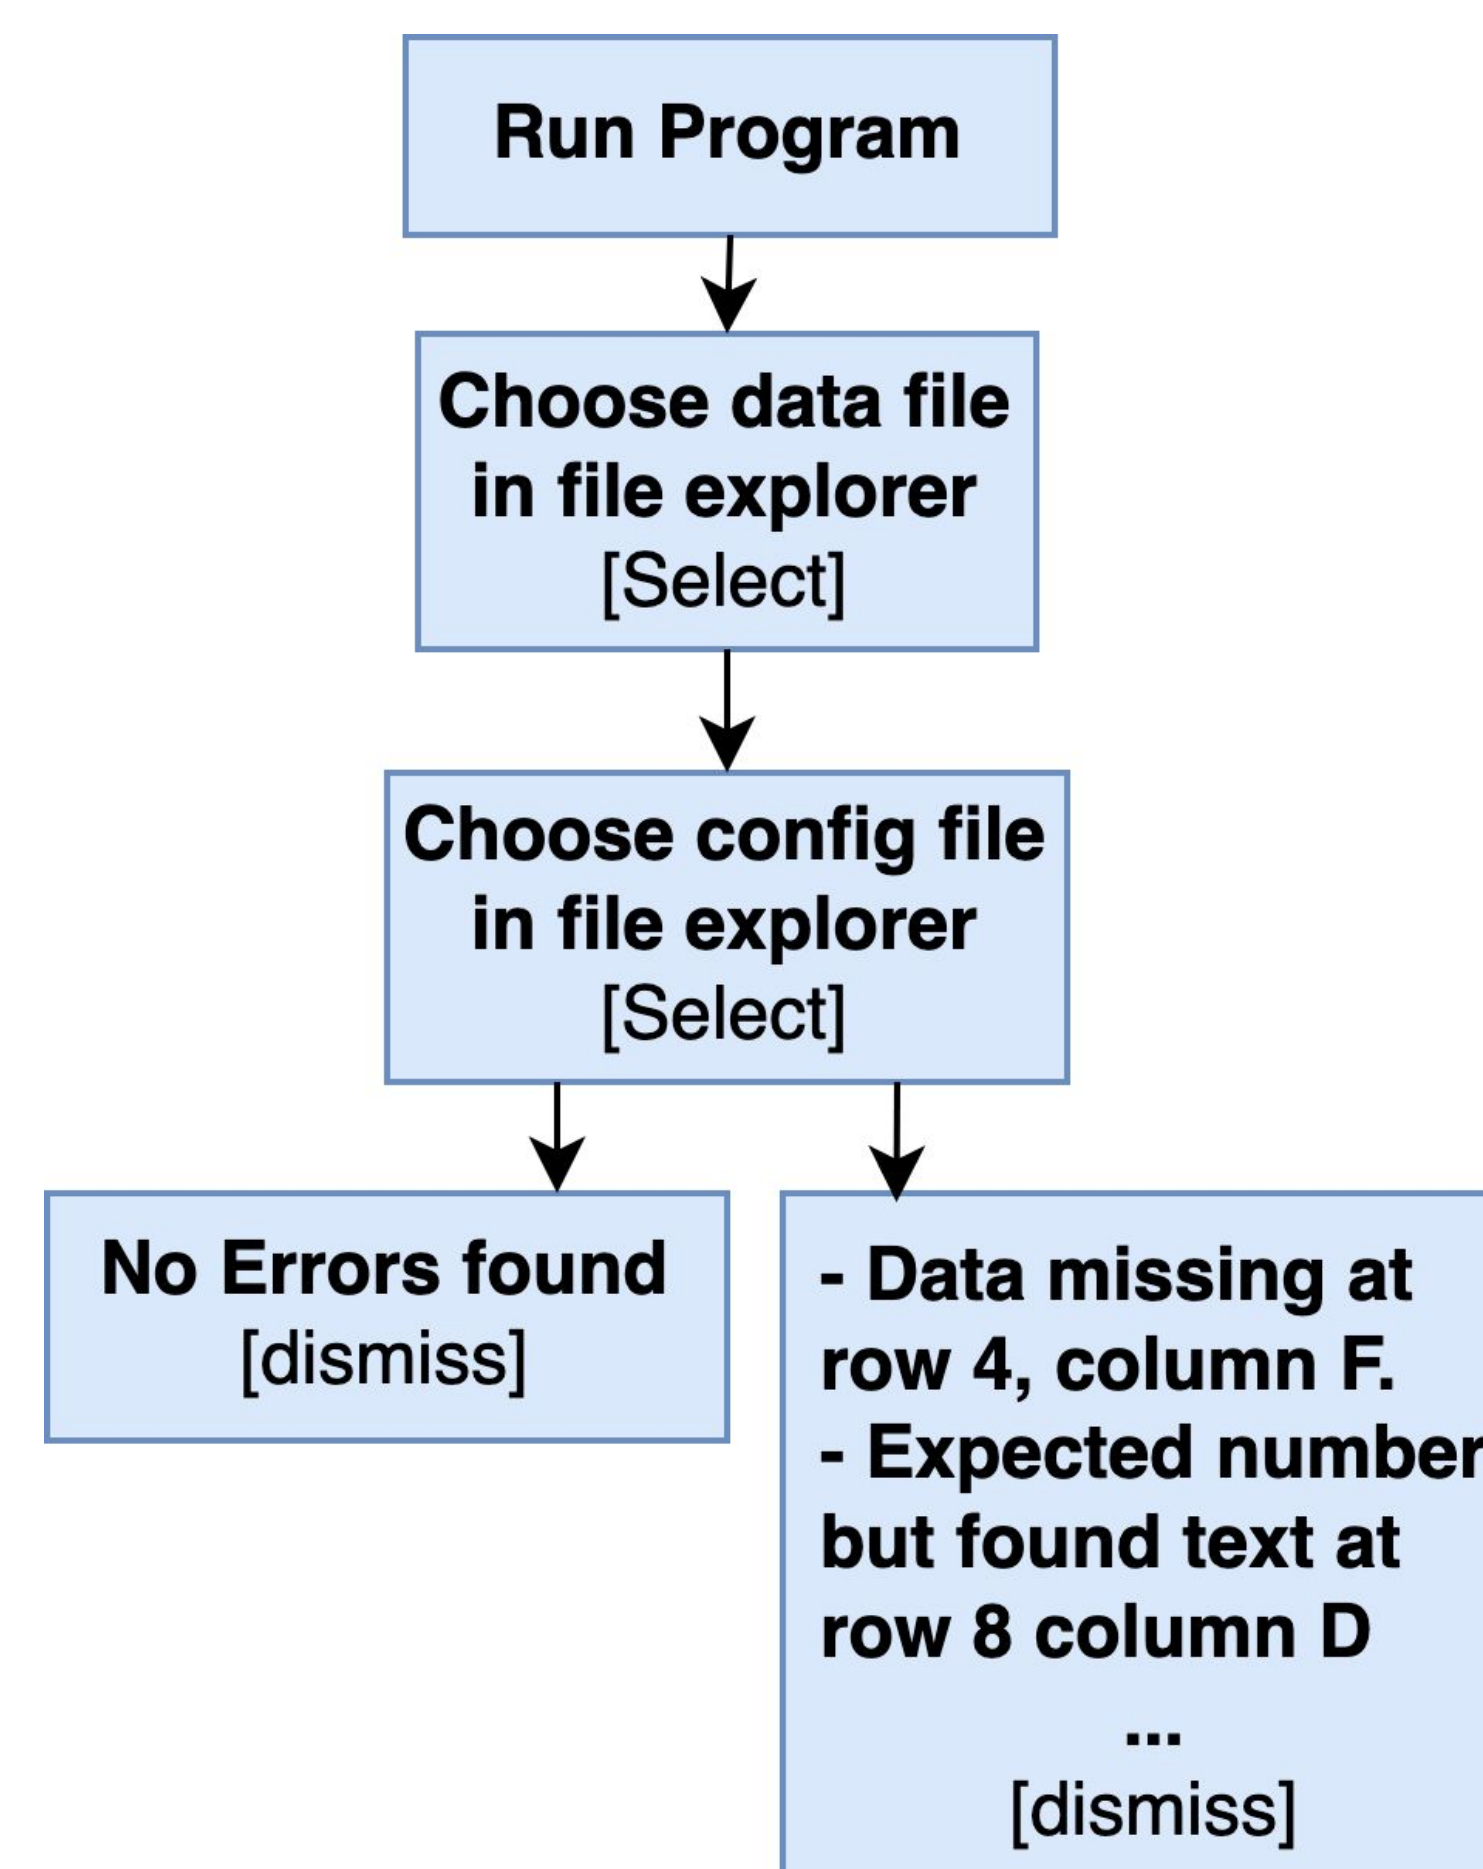 Run Program
Choose data file
in file explorer
[Select]
Choose config file
in file explorer
[Select]
No Errors found
[dismiss]
- Data missing at
row 4, column F.
- Expected number
but found text at
row 8 column D
...
[dismiss]